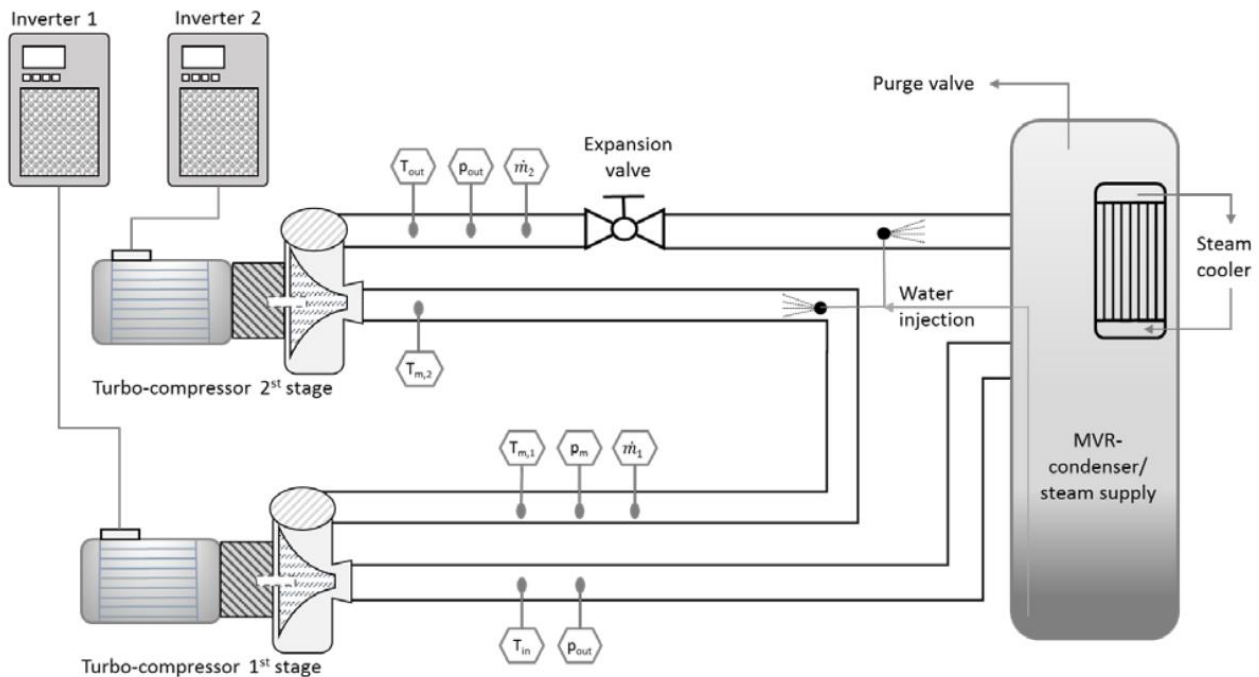 Inverter 1
Inverter 2
Purge valve
Expansion
valve
T_out
p_out
ṁ_2
Steam
cooler
Water
injection
T_m,2
Turbo-compressor 2^st stage
T_m,1
p_m
ṁ_1
MVR-
condenser/
steam supply
T_in
p_out
Turbo-compressor 1^st stage